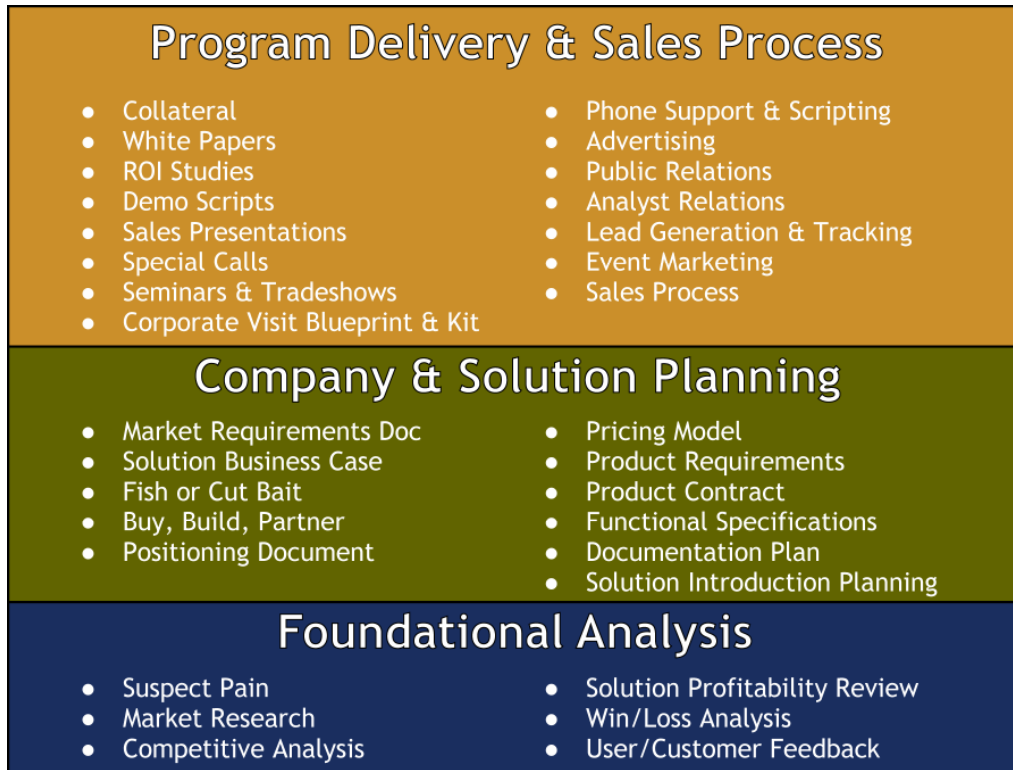 Program Delivery & Sales Process
● Collateral
● White Papers
● ROI Studies
● Demo Scripts
● Sales Presentations
● Special Calls
● Seminars & Tradeshows
● Corporate Visit Blueprint & Kit
● Phone Support & Scripting
● Advertising
● Public Relations
● Analyst Relations
● Lead Generation & Tracking
● Event Marketing
● Sales Process
Company & Solution Planning
● Market Requirements Doc
● Solution Business Case
● Fish or Cut Bait
● Buy, Build, Partner
● Positioning Document
● Pricing Model
● Product Requirements
● Product Contract
● Functional Specifications
● Documentation Plan
● Solution Introduction Planning
Foundational Analysis
● Suspect Pain
● Market Research
● Competitive Analysis
● Solution Profitability Review
● Win/Loss Analysis
● User/Customer Feedback